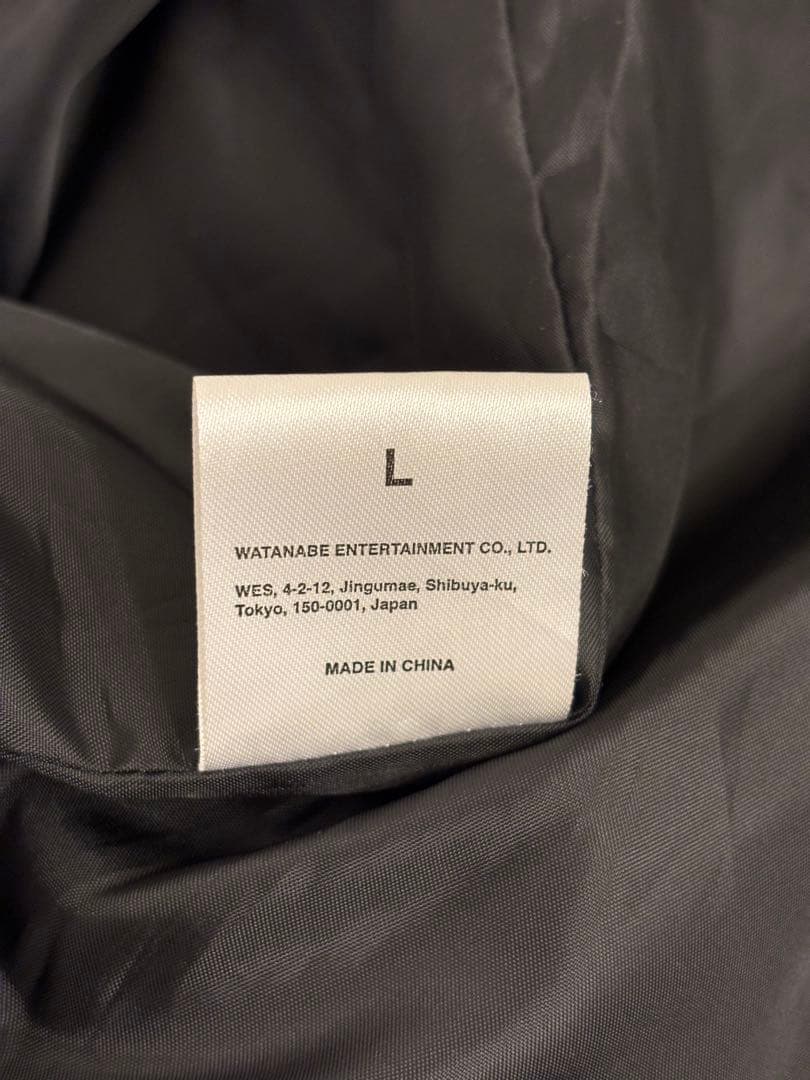 L
WATANABE ENTERTAINMENT CO., LTD.
WES, 4-2-12, Jingumae, Shibuya-ku,
Tokyo, 150-0001, Japan
MADE IN CHINA